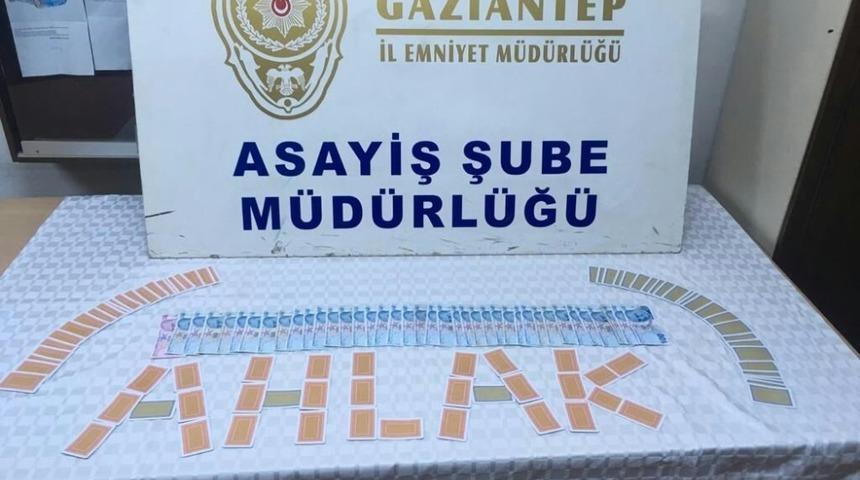 GAZİANTEP
İL EMNİYET MÜDÜRLÜĞÜ
ASAYİŞ ŞUBE
MÜDÜRLÜĞÜ
AHLAK